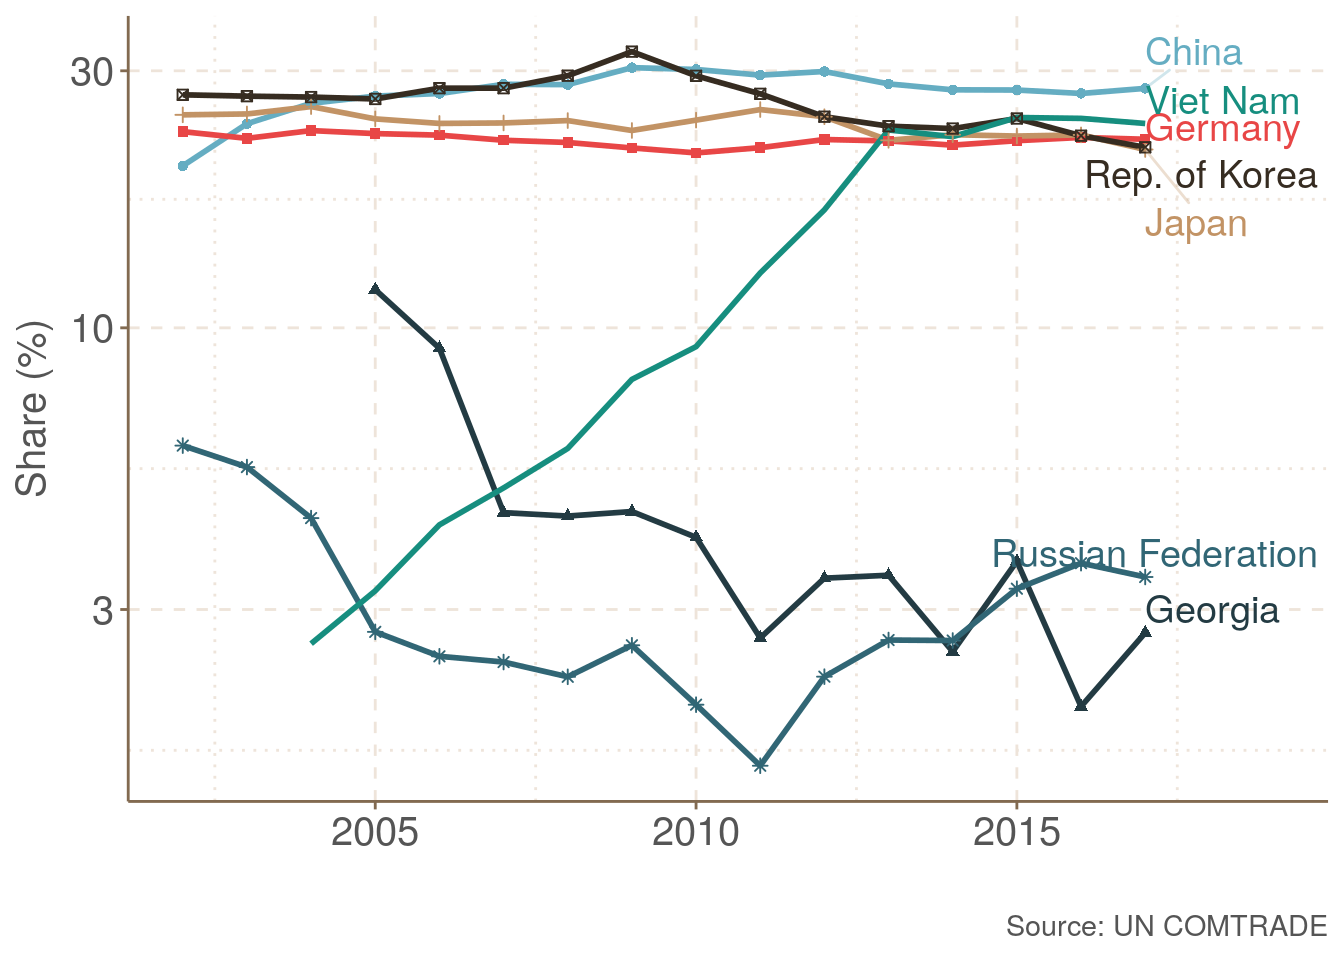 30
10
3
Share (%)
China
Viet Nam
Germany
Rep. of Korea
Japan
Russian Federation
Georgia
2005
2010
2015
Source: UN COMTRADE